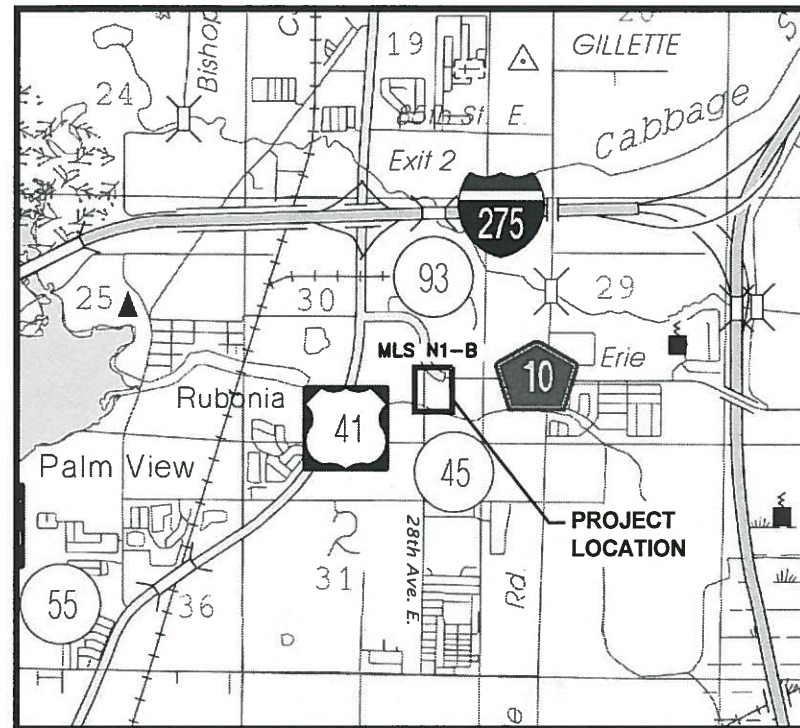 19
20
GILLETTE
Bishop
24
85th St. E.
Cabbage
Exit 2
275
93
25
30
29
MLS N1-B
10
Erie
Rubonia
41
Palm View
45
PROJECT
LOCATION
28th Ave. E.
31
Rd.
55
36